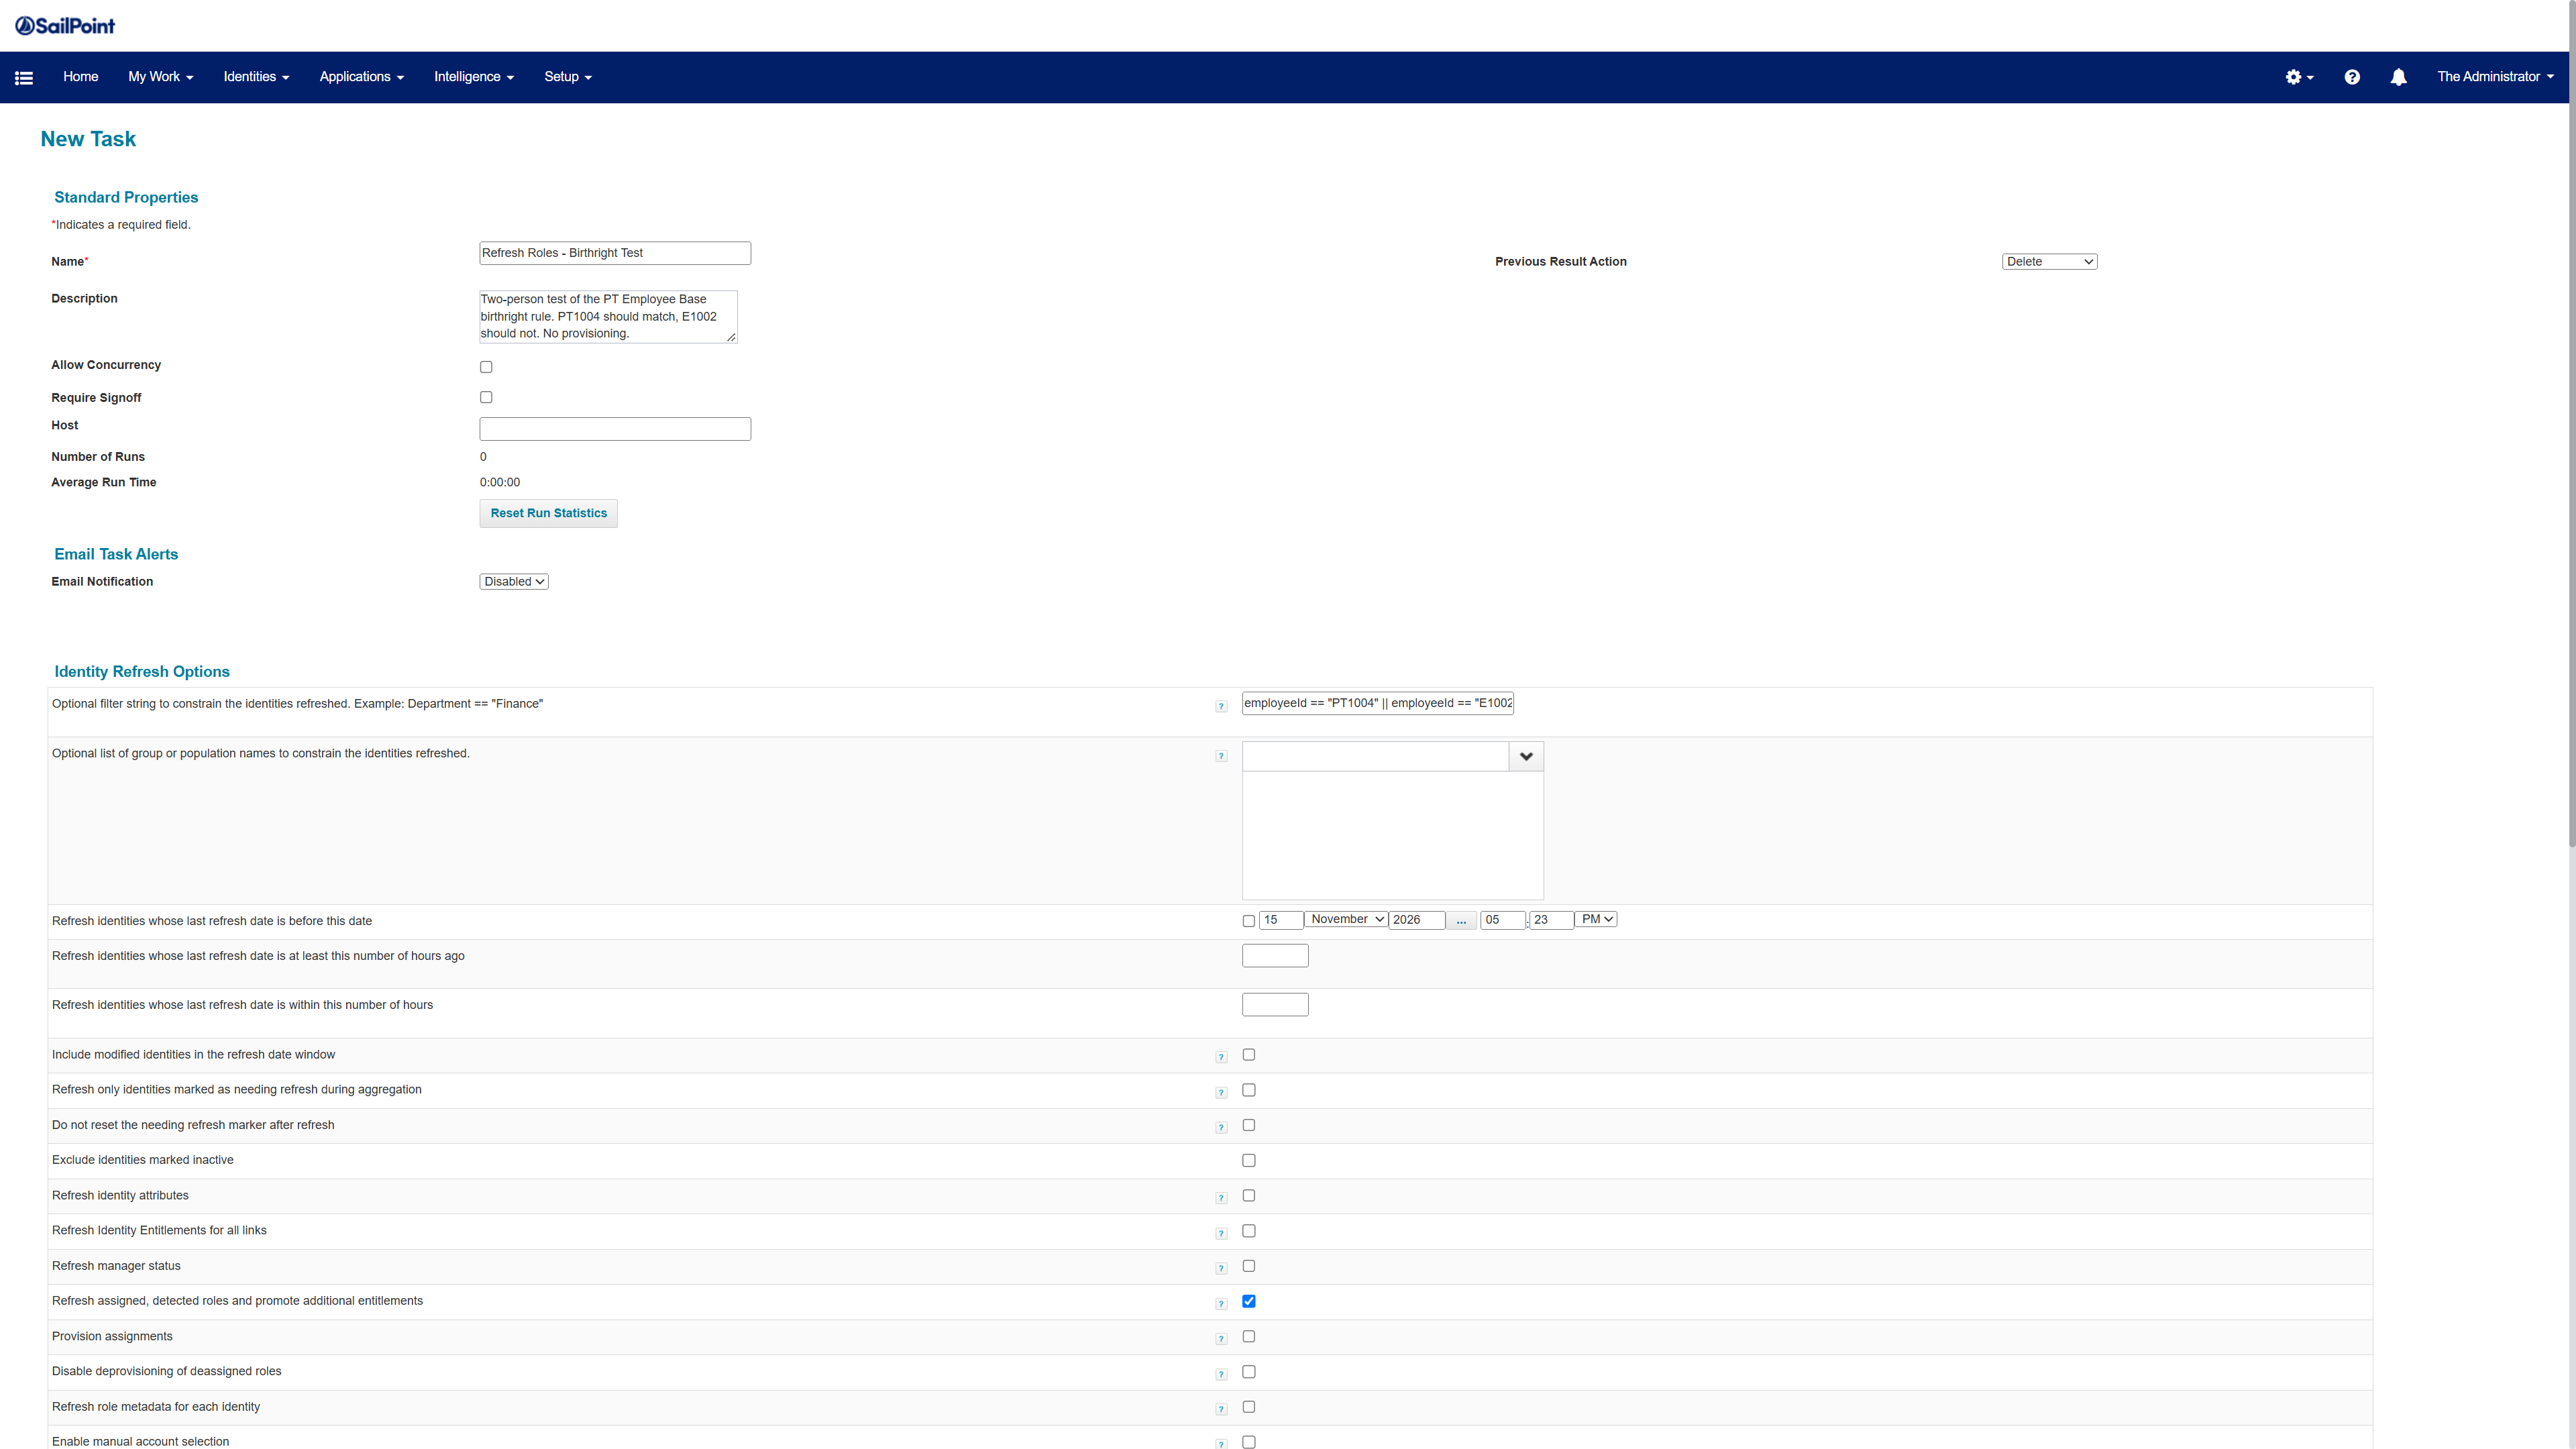 SailPoint
Home My Work Identities Applications Intelligence Setup The Administrator
New Task
Standard Properties
*Indicates a required field.
Name* Refresh Roles - Birthright Test Previous Result Action Delete
Description Two-person test of the PT Employee Base
birthright rule. PT1004 should match, E1002
should not. No provisioning.
Allow Concurrency
Require Signoff
Host
Number of Runs 0
Average Run Time 0:00:00
Reset Run Statistics
Email Task Alerts
Email Notification Disabled
Identity Refresh Options
Optional filter string to constrain the identities refreshed. Example: Department == "Finance" ? employeeId == "PT1004" || employeeId == "E1002
Optional list of group or population names to constrain the identities refreshed. ?
Refresh identities whose last refresh date is before this date 15 November 2026 ... 05 : 23 PM
Refresh identities whose last refresh date is at least this number of hours ago
Refresh identities whose last refresh date is within this number of hours
Include modified identities in the refresh date window ?
Refresh only identities marked as needing refresh during aggregation ?
Do not reset the needing refresh marker after refresh ?
Exclude identities marked inactive
Refresh identity attributes ?
Refresh Identity Entitlements for all links ?
Refresh manager status ?
Refresh assigned, detected roles and promote additional entitlements ?
Provision assignments ?
Disable deprovisioning of deassigned roles ?
Refresh role metadata for each identity ?
Enable manual account selection ?